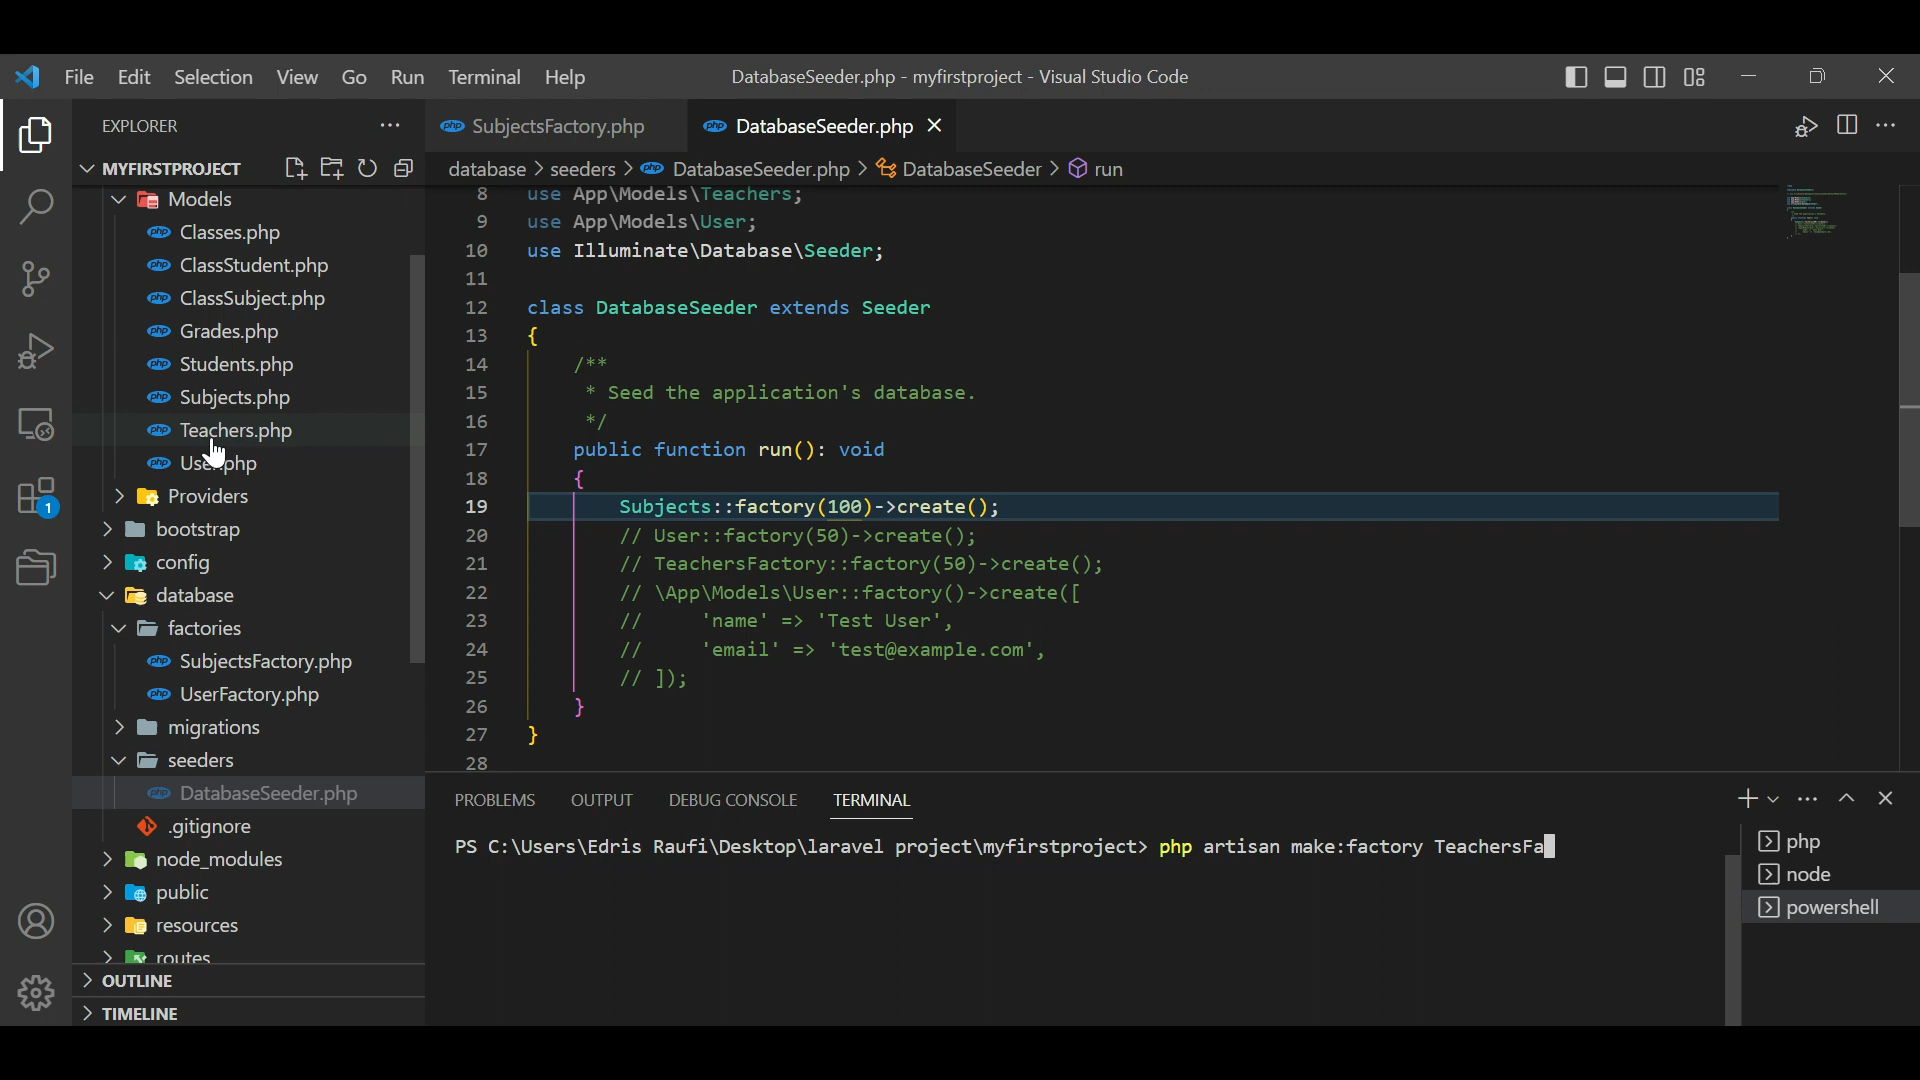 File Edit Selection View Go Run Terminal Help
DatabaseSeeder.php - myfirstproject - Visual Studio Code
EXPLORER
MYFIRSTPROJECT
Models
Classes.php
ClassStudent.php
ClassSubject.php
Grades.php
Students.php
Subjects.php
Teachers.php
User.php
Providers
bootstrap
config
database
factories
SubjectsFactory.php
UserFactory.php
migrations
seeders
DatabaseSeeder.php
.gitignore
node_modules
public
resources
routes
OUTLINE
TIMELINE
1
SubjectsFactory.php DatabaseSeeder.php
database > seeders > DatabaseSeeder.php > DatabaseSeeder > run
8 use App\Models\Teachers;
9 use App\Models\User;
10 use Illuminate\Database\Seeder;
11
12 class DatabaseSeeder extends Seeder
13 {
14 /**
15 * Seed the application's database.
16 */
17 public function run(): void
18 {
19 Subjects::factory(100)->create();
20 // User::factory(50)->create();
21 // TeachersFactory::factory(50)->create();
22 // \App\Models\User::factory()->create([
23 // 'name' => 'Test User',
24 // 'email' => 'test@example.com',
25 // ]);
26 }
27 }
28
PROBLEMS OUTPUT DEBUG CONSOLE TERMINAL
PS C:\Users\Edris Raufi\Desktop\laravel project\myfirstproject> php artisan make:factory TeachersFa
php
node
powershell